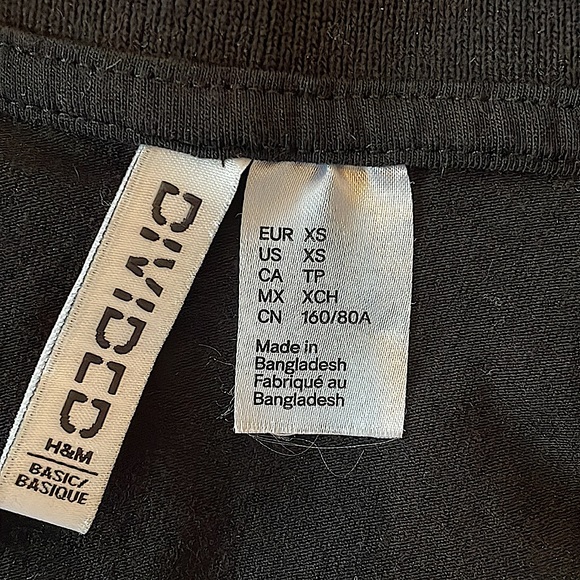 DIVIDED
H&M
BASIC/
BASIQUE
EUR XS
US XS
CA TP
MX XCH
CN 160/80A
Made in
Bangladesh
Fabriqué au
Bangladesh